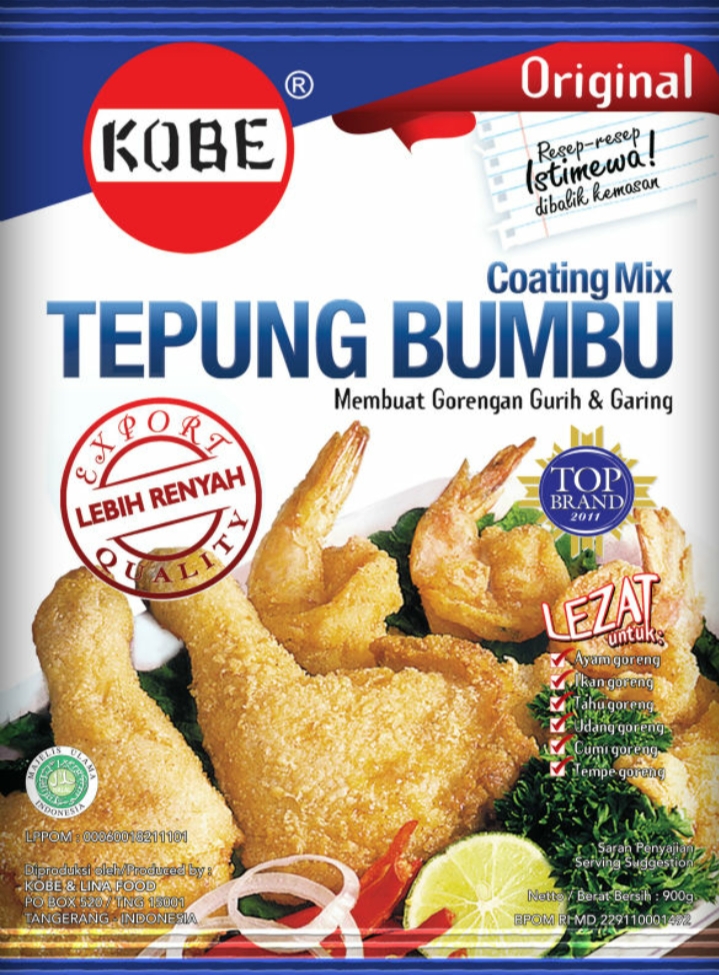 KOBE
®
Original
Resep-resep
Istimewa!
dibalik kemasan
Coating Mix
TEPUNG BUMBU
Membuat Gorengan Gurih & Garing
EXPORT
LEBIH RENYAH
QUALITY
TOP
BRAND
2011
LEZAT
untuk:
Ayam goreng
Ikan goreng
Tahu goreng
Udang goreng
Cumi goreng
Tempe goreng
MAJELIS ULAMA
INDONESIA
LPPOM : 00060018211101
Diproduksi oleh/Produced by :
KOBE & LINA FOOD
PO BOX 520 / TNG 15001
TANGERANG - INDONESIA
Saran Penyajian
Serving Suggestion
Netto / Berat Bersih : 900g
BPOM RI MD